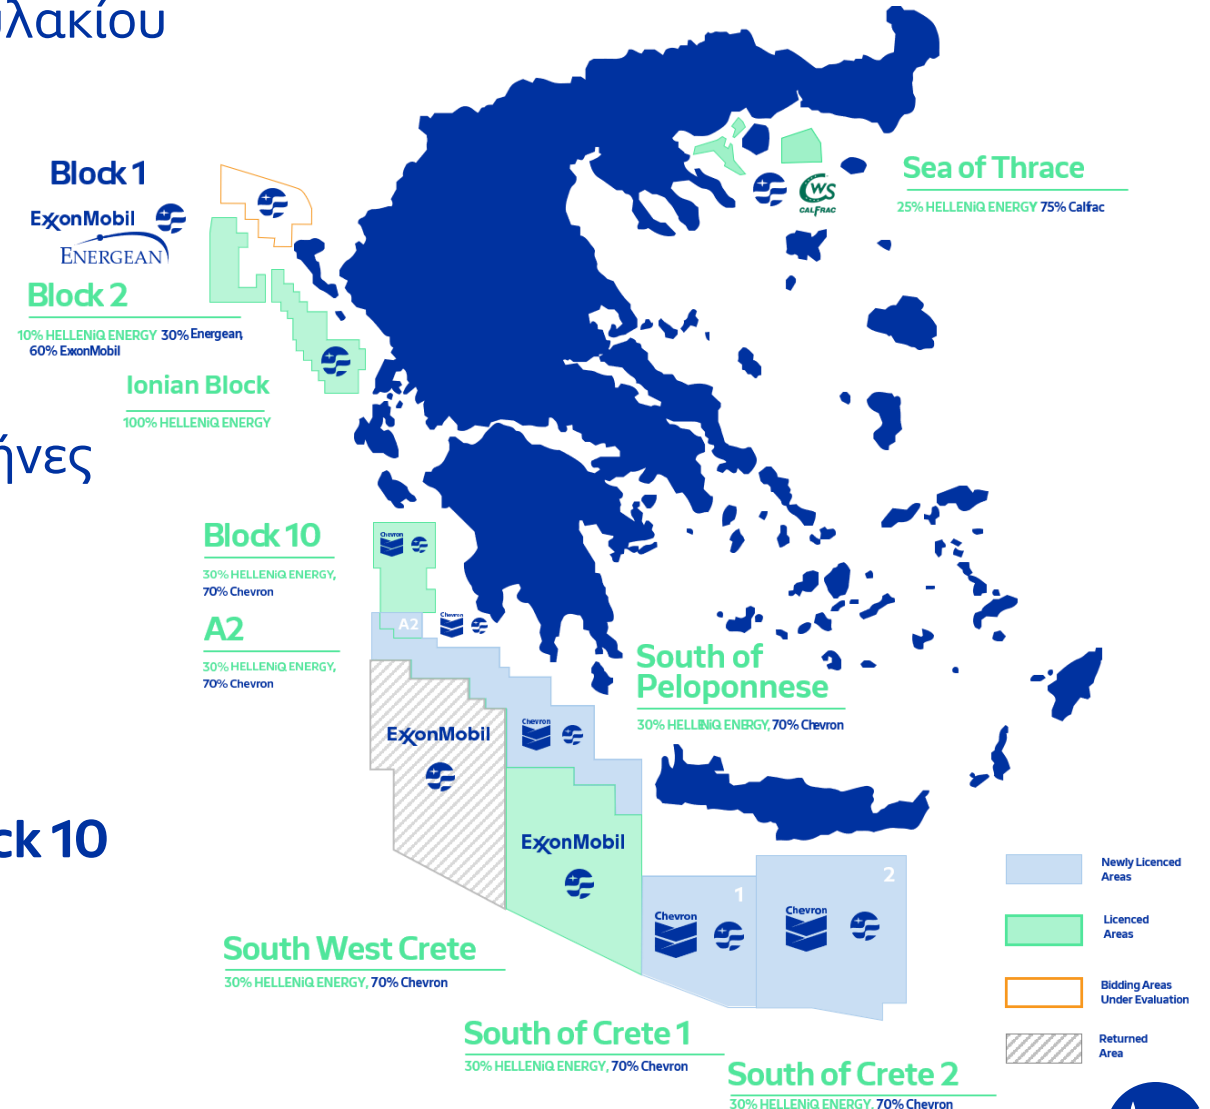 υλακίου
Block 1
ExxonMobil
ENERGEAN
Block 2
10% HELLENiQ ENERGY 30% Energean,
60% ExxonMobil
Ionian Block
100% HELLENiQ ENERGY
WS
CALFRAC
Sea of Thrace
25% HELLENiQ ENERGY 75% Calfrac
ήνες
Block 10
30% HELLENiQ ENERGY,
70% Chevron
Chevron
A2
30% HELLENiQ ENERGY,
70% Chevron
A2
Chevron
South of
Peloponnese
30% HELLENiQ ENERGY, 70% Chevron
ExxonMobil
Chevron
ck 10
ExxonMobil
1
Chevron
2
Chevron
South West Crete
30% HELLENiQ ENERGY, 70% Chevron
South of Crete 1
30% HELLENiQ ENERGY, 70% Chevron
South of Crete 2
30% HELLENiQ ENERGY. 70% Chevron
Newly Licenced
Areas
Licenced
Areas
Bidding Areas
Under Evaluation
Returned
Area